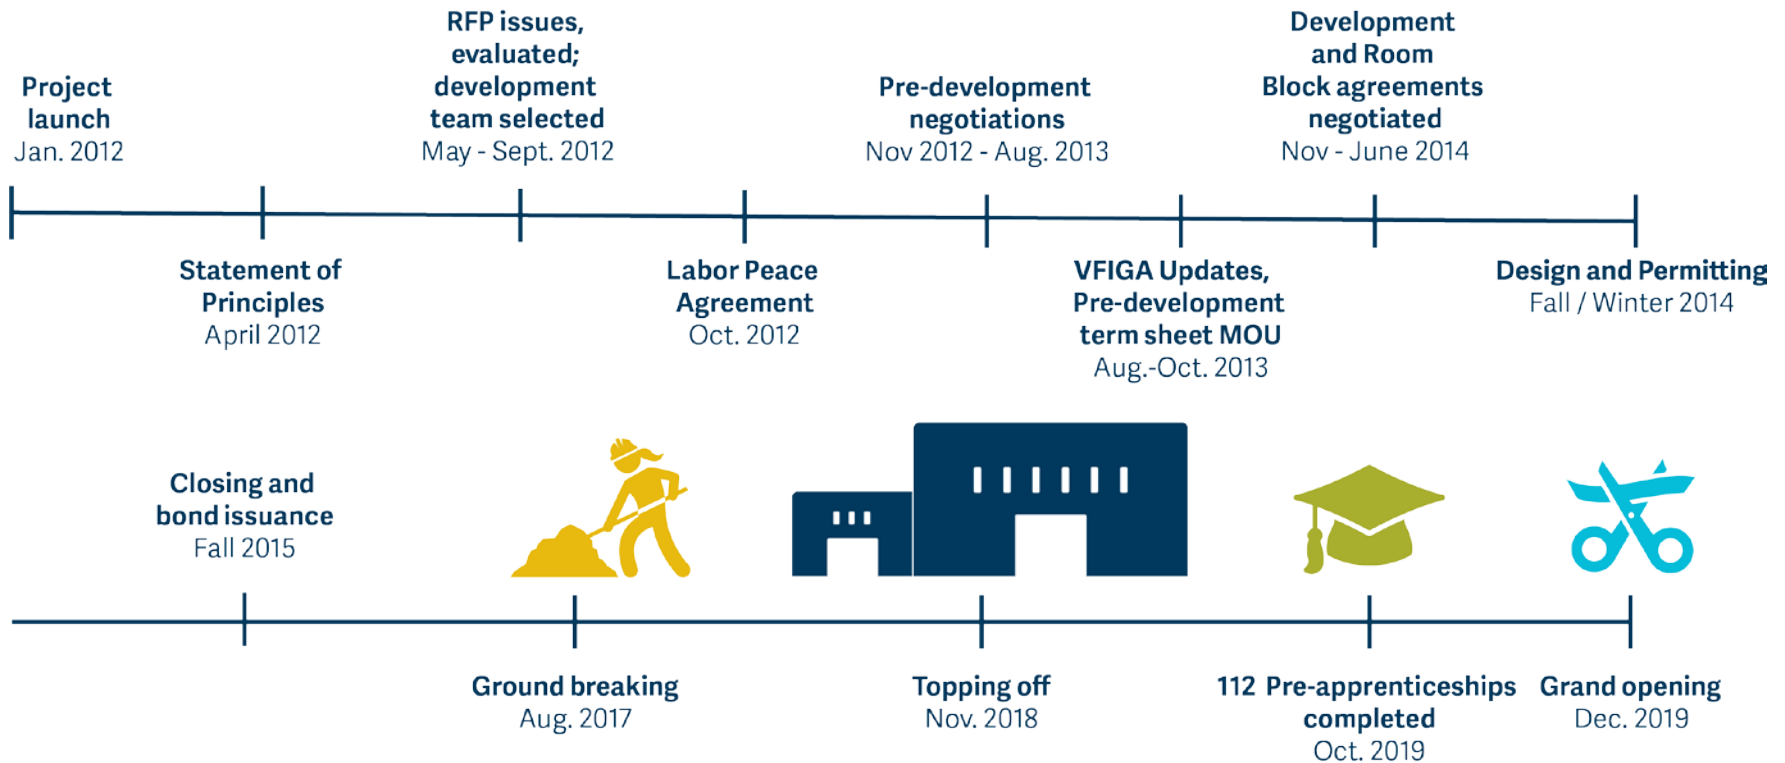 Project
launch
Jan. 2012
RFP issues,
evaluated;
development
team selected
May - Sept. 2012
Pre-development
negotiations
Nov 2012 - Aug. 2013
Development
and Room
Block agreements
negotiated
Nov - June 2014
Statement of
Principles
April 2012
Labor Peace
Agreement
Oct. 2012
VFIGA Updates,
Pre-development
term sheet MOU
Aug.-Oct. 2013
Design and Permitting
Fall / Winter 2014
Closing and
bond issuance
Fall 2015
Ground breaking
Aug. 2017
Topping off
Nov. 2018
112 Pre-apprenticeships
completed
Oct. 2019
Grand opening
Dec. 2019